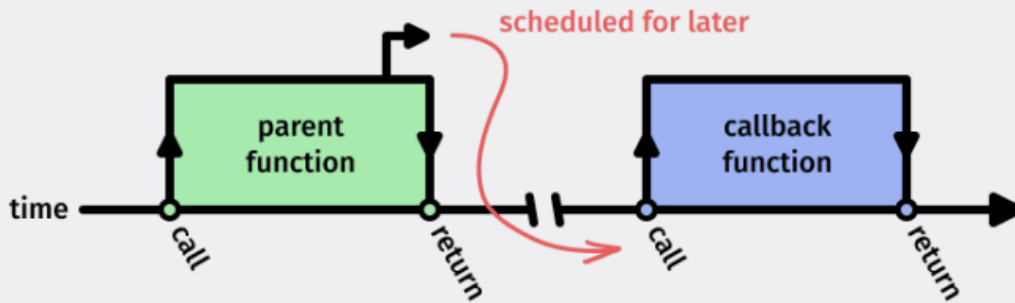 scheduled for later
parent
function
callback
function
time
call
return
call
return